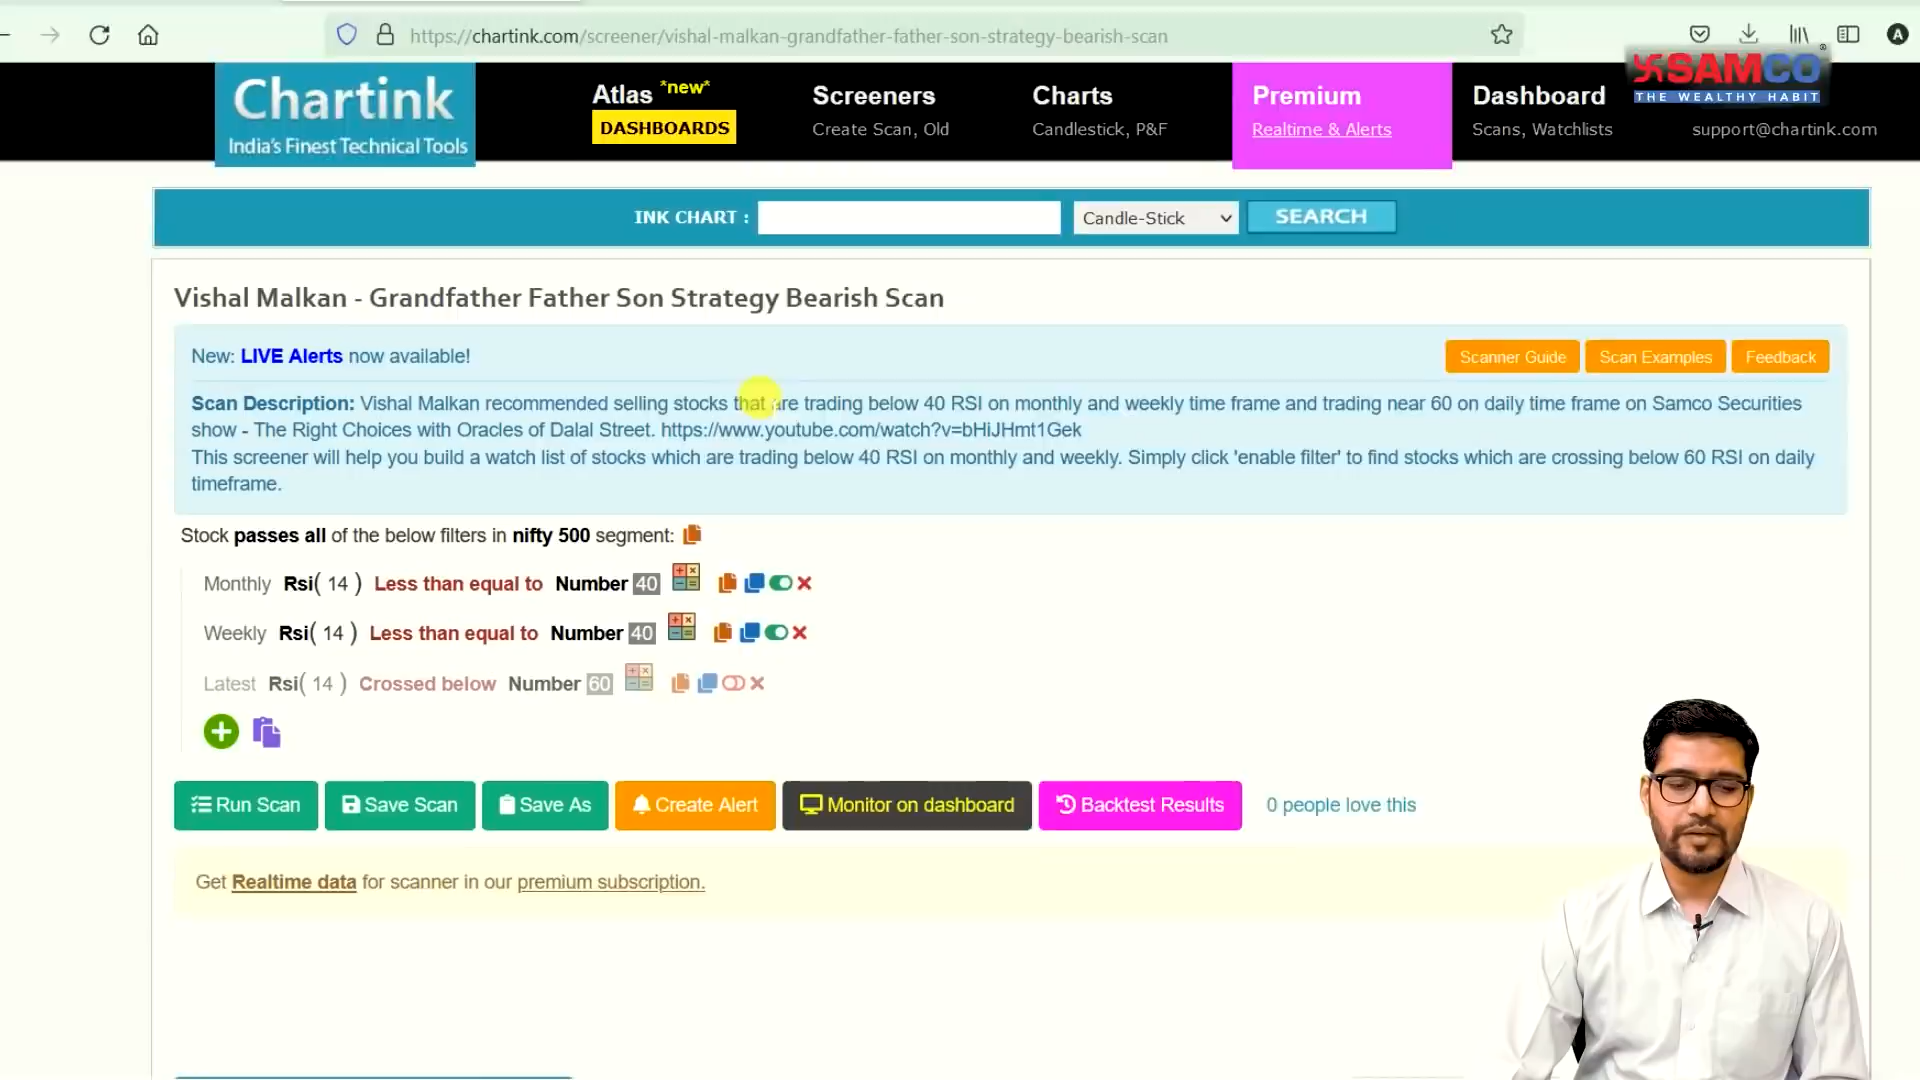 https://chartink.com/screener/vishal-malkan-grandfather-father-son-strategy-bearish-scan
A
SAMCO
®
THE WEALTHY HABIT
Chartink
India's Finest Technical Tools
Atlas *new*
DASHBOARDS
Screeners
Create Scan, Old
Charts
Candlestick, P&F
Premium
Realtime & Alerts
Dashboard
Scans, Watchlists
support@chartink.com
INK CHART :
Candle-Stick
SEARCH
Vishal Malkan - Grandfather Father Son Strategy Bearish Scan
New: LIVE Alerts now available!
Scanner Guide
Scan Examples
Feedback
Scan Description: Vishal Malkan recommended selling stocks that are trading below 40 RSI on monthly and weekly time frame and trading near 60 on daily time frame on Samco Securities
show - The Right Choices with Oracles of Dalal Street. https://www.youtube.com/watch?v=bHiJHmt1Gek
This screener will help you build a watch list of stocks which are trading below 40 RSI on monthly and weekly. Simply click 'enable filter' to find stocks which are crossing below 60 RSI on daily
timeframe.
Stock passes all of the below filters in nifty 500 segment:
Monthly Rsi( 14 ) Less than equal to Number 40
Weekly Rsi( 14 ) Less than equal to Number 40
Latest Rsi( 14 ) Crossed below Number 60
Run Scan
Save Scan
Save As
Create Alert
Monitor on dashboard
Backtest Results
0 people love this
Get Realtime data for scanner in our premium subscription.